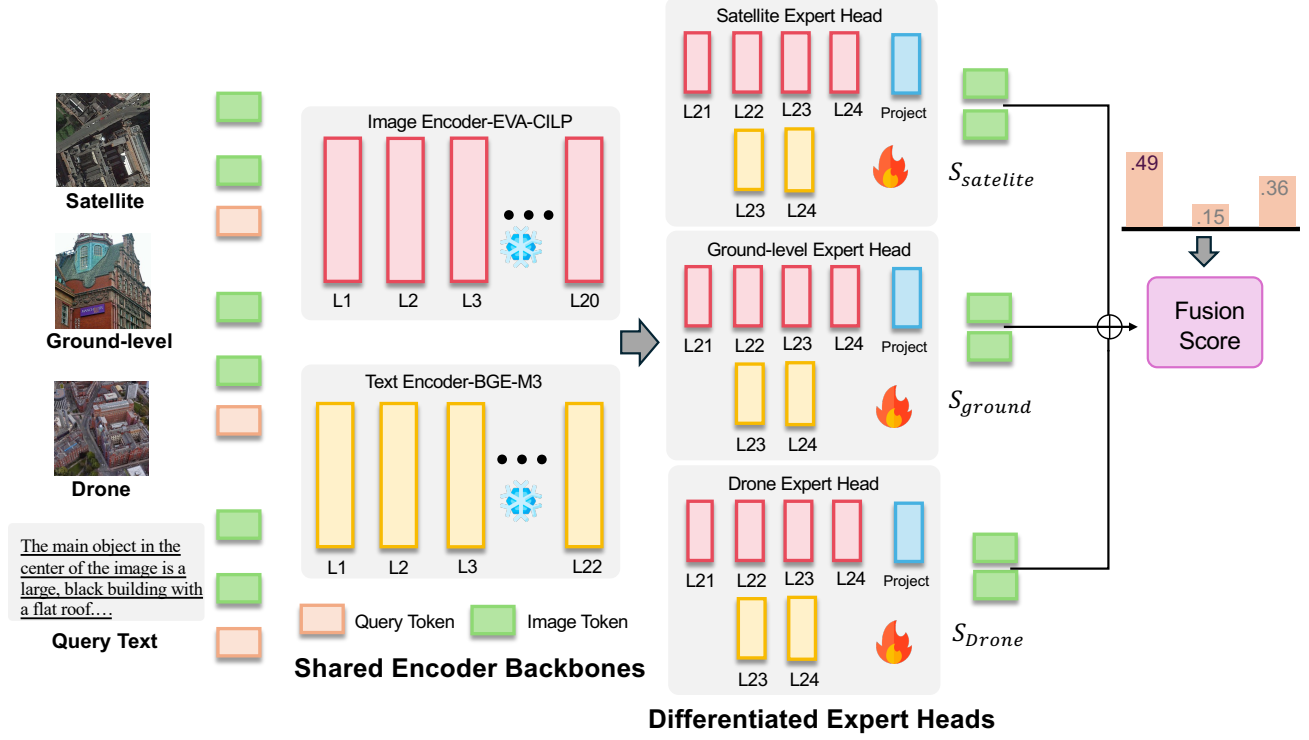 Satellite
Ground-level
Drone
The main object in the
center of the image is a
large, black building with
a flat roof.…
Query Text
Image Encoder-EVA-CILP
L1 L2 L3 L20
Text Encoder-BGE-M3
L1 L2 L3 L22
Query Token Image Token
Shared Encoder Backbones
Satellite Expert Head
L21 L22 L23 L24 Project
L23 L24
Ground-level Expert Head
L21 L22 L23 L24 Project
L23 L24
Drone Expert Head
L21 L22 L23 L24 Project
L23 L24
Differentiated Expert Heads
S_satelite
S_ground
S_Drone
.49 .15 .36
Fusion
Score